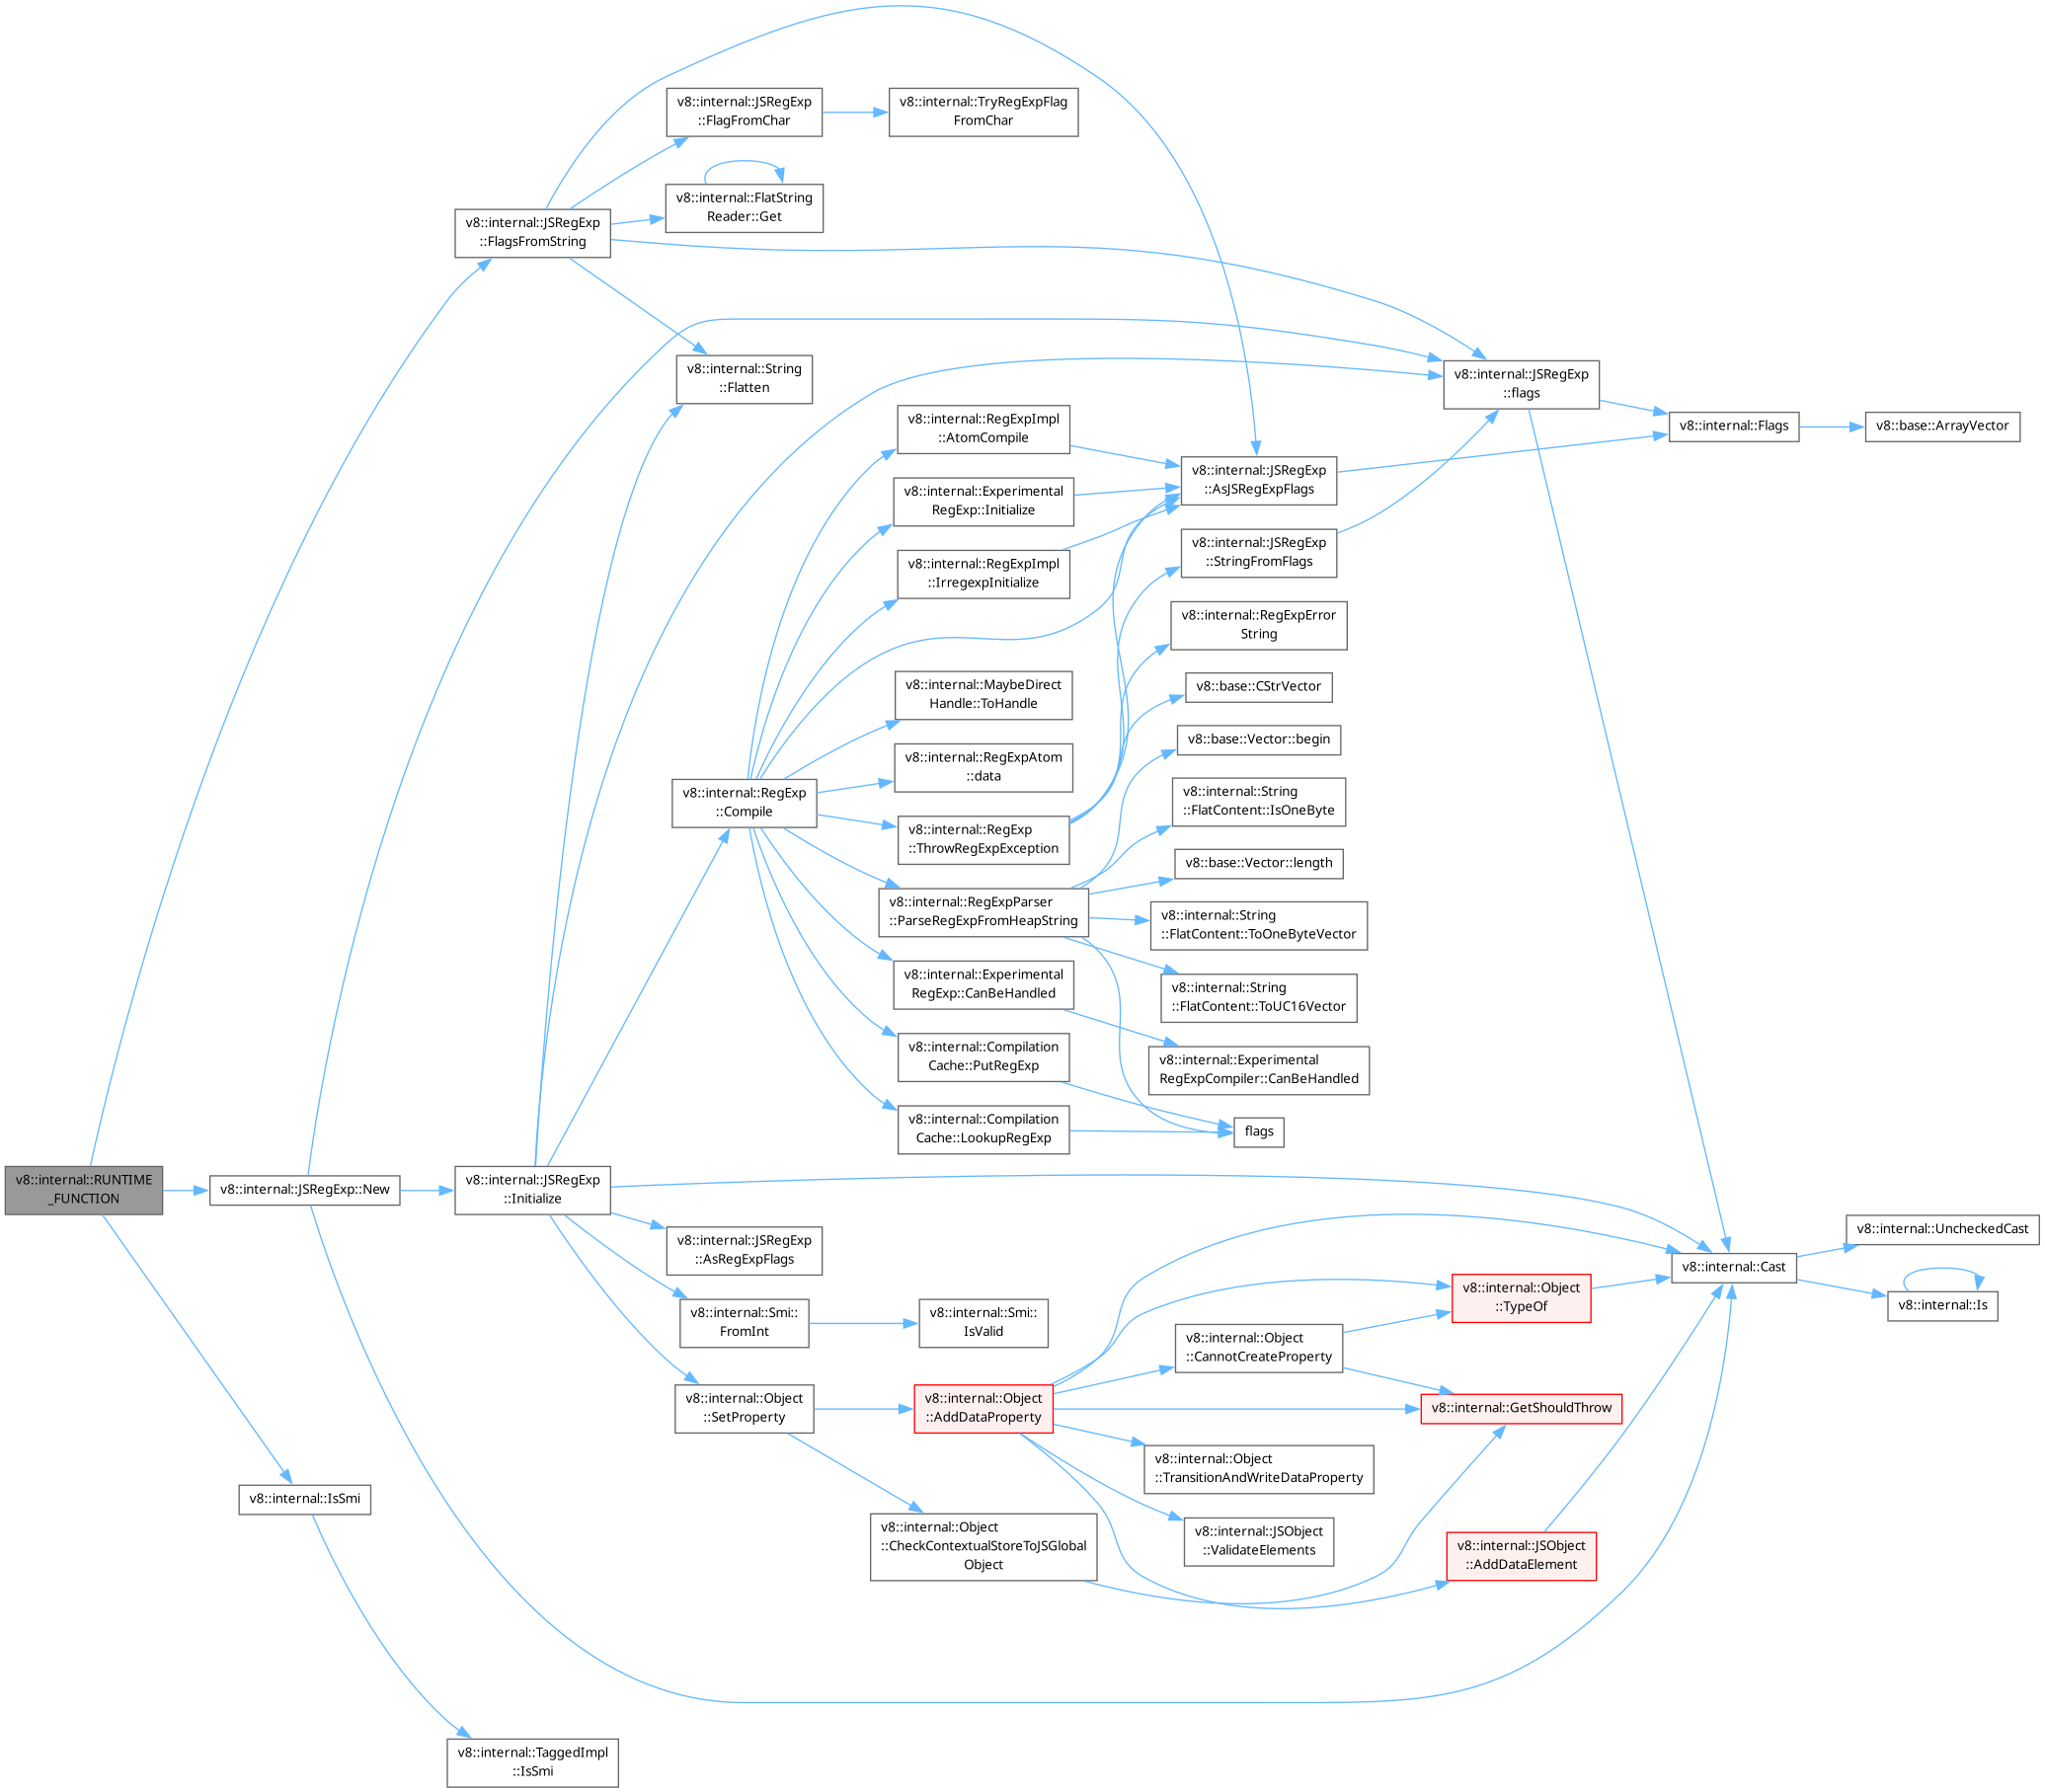 v8::internal::RUNTIME
_FUNCTION
v8::internal::JSRegExp::New
v8::internal::IsSmi
v8::internal::JSRegExp
::FlagsFromString
v8::internal::JSRegExp
::Initialize
v8::internal::TaggedImpl
::IsSmi
v8::internal::JSRegExp
::FlagFromChar
v8::internal::FlatString
Reader::Get
v8::internal::String
::Flatten
v8::internal::RegExp
::Compile
v8::internal::JSRegExp
::AsRegExpFlags
v8::internal::Smi::
FromInt
v8::internal::Object
::SetProperty
v8::internal::TryRegExpFlag
FromChar
v8::internal::RegExpImpl
::AtomCompile
v8::internal::Experimental
RegExp::Initialize
v8::internal::RegExpImpl
::IrregexpInitialize
v8::internal::MaybeDirect
Handle::ToHandle
v8::internal::RegExpAtom
::data
v8::internal::RegExp
::ThrowRegExpException
v8::internal::RegExpParser
::ParseRegExpFromHeapString
v8::internal::Experimental
RegExp::CanBeHandled
v8::internal::Compilation
Cache::PutRegExp
v8::internal::Compilation
Cache::LookupRegExp
v8::internal::Smi::
IsValid
v8::internal::Object
::AddDataProperty
v8::internal::Object
::CheckContextualStoreToJSGlobal
Object
v8::internal::JSRegExp
::AsJSRegExpFlags
v8::internal::JSRegExp
::StringFromFlags
v8::internal::RegExpError
String
v8::base::CStrVector
v8::base::Vector::begin
v8::internal::String
::FlatContent::IsOneByte
v8::base::Vector::length
v8::internal::String
::FlatContent::ToOneByteVector
v8::internal::String
::FlatContent::ToUC16Vector
v8::internal::Experimental
RegExpCompiler::CanBeHandled
flags
v8::internal::Object
::CannotCreateProperty
v8::internal::Object
::TransitionAndWriteDataProperty
v8::internal::JSObject
::ValidateElements
v8::internal::JSRegExp
::flags
v8::internal::Object
::TypeOf
v8::internal::GetShouldThrow
v8::internal::JSObject
::AddDataElement
v8::internal::Flags
v8::internal::Cast
v8::base::ArrayVector
v8::internal::UncheckedCast
v8::internal::Is